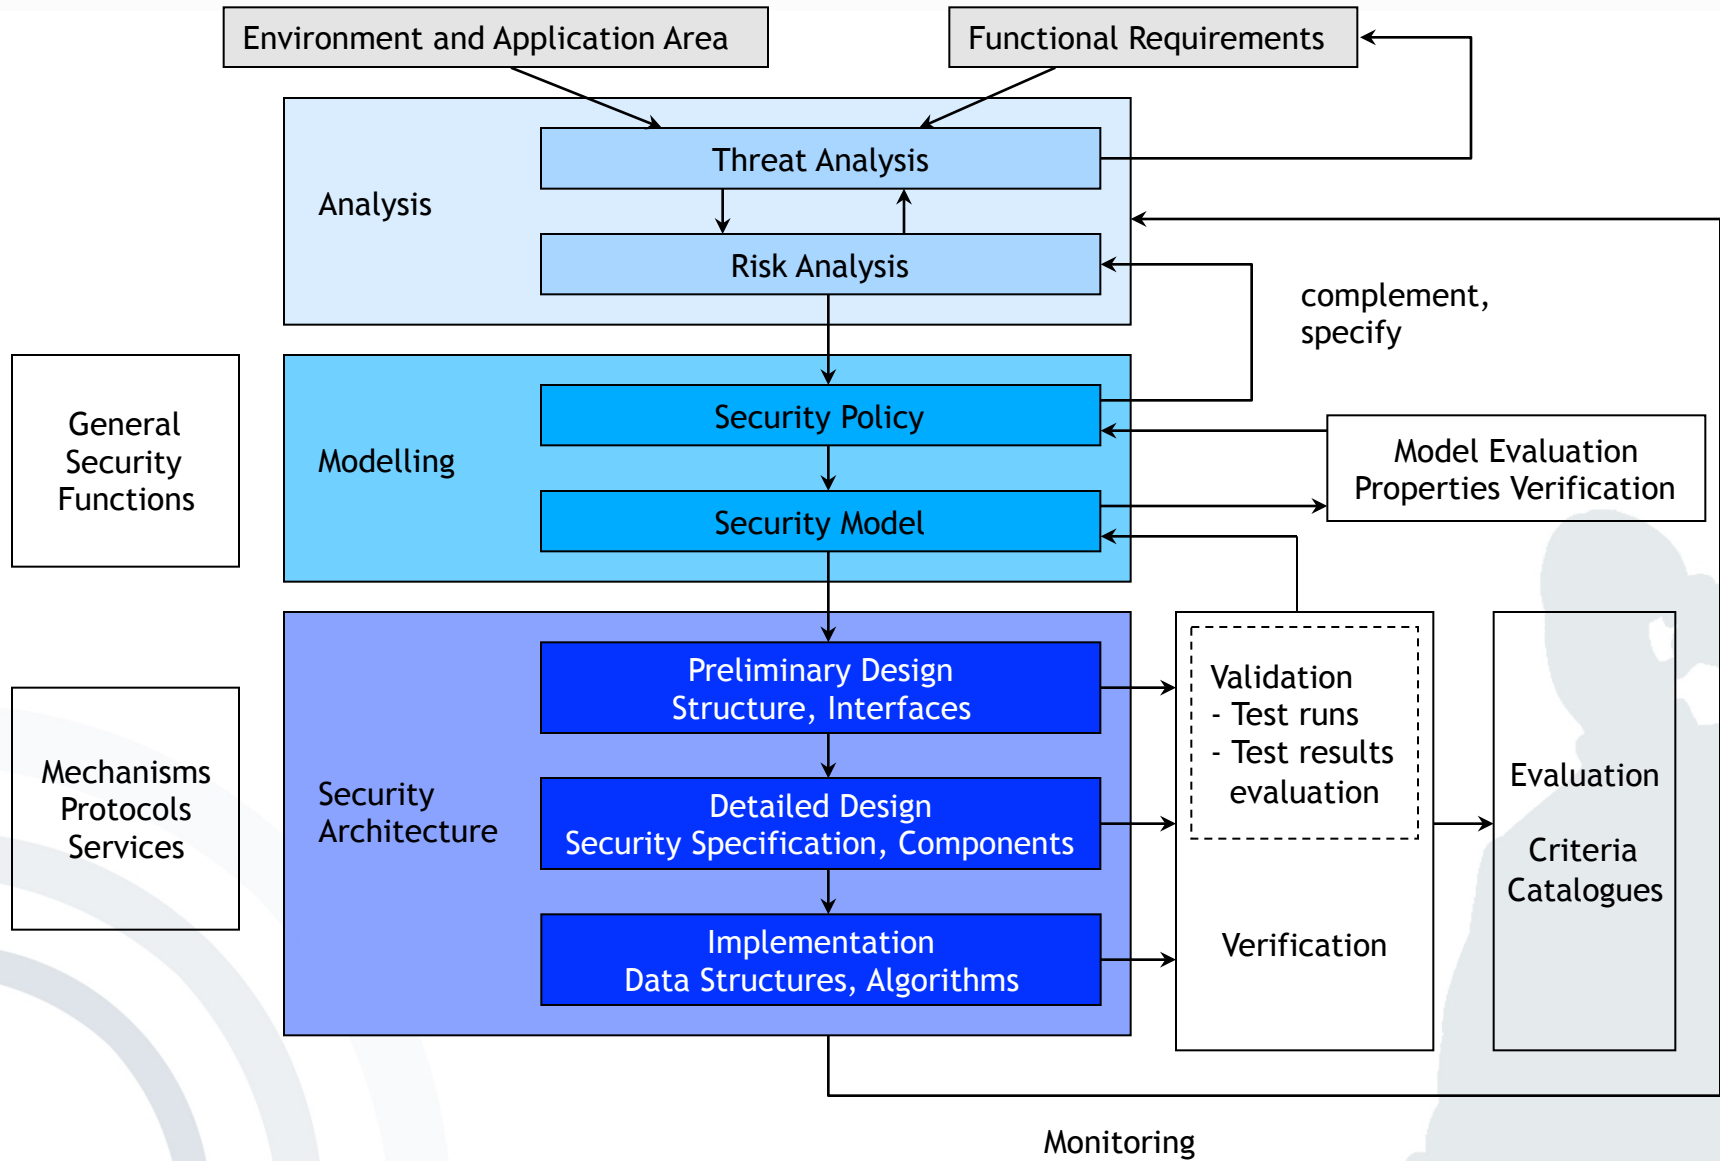 Environment and Application Area
Functional Requirements
Threat Analysis
Analysis
Risk Analysis
complement,
specify
General
Security
Functions
Modelling
Security Policy
Security Model
Model Evaluation
Properties Verification
Mechanisms
Protocols
Services
Security
Architecture
Preliminary Design
Structure, Interfaces
Detailed Design
Security Specification, Components
Implementation
Data Structures, Algorithms
Validation
- Test runs
- Test results
evaluation
Verification
Evaluation
Criteria
Catalogues
Monitoring